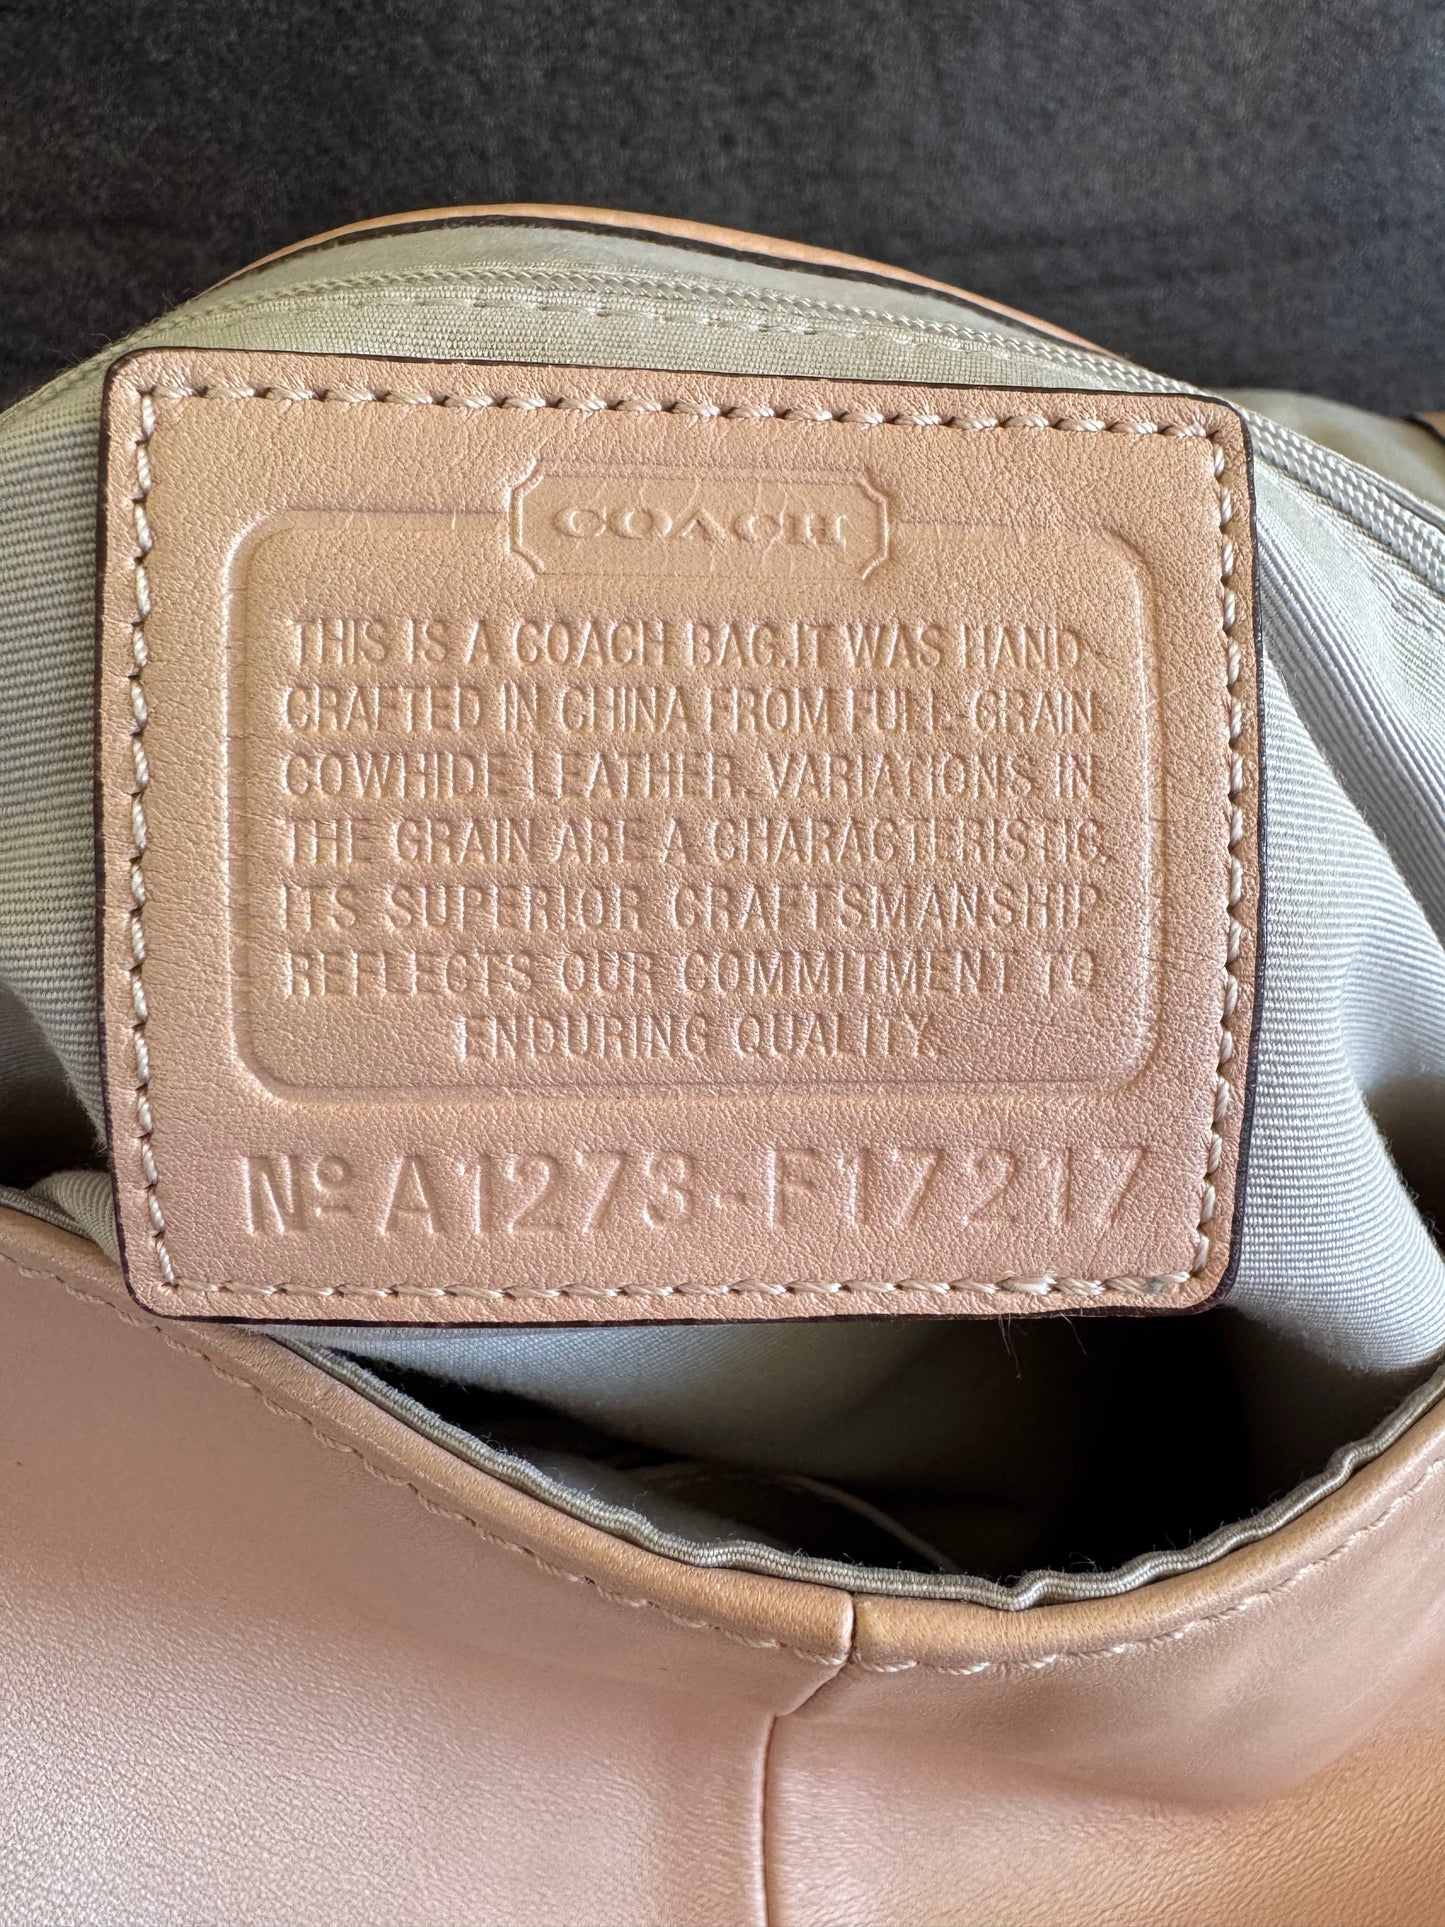 COACH
THIS IS A COACH BAG.IT WAS HAND
CRAFTED IN CHINA FROM FULL-GRAIN
COWHIDE LEATHER. VARIATIONS IN
THE GRAIN ARE A CHARACTERISTIC.
ITS SUPERIOR CRAFTSMANSHIP
REFLECTS OUR COMMITMENT TO
ENDURING QUALITY.
Nº A1273-F17217